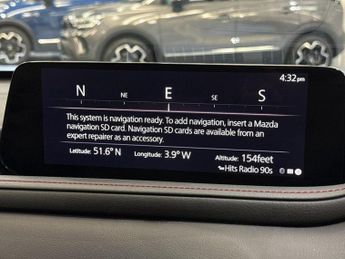 4:32pm
N NE E SE S
This system is navigation ready. To add navigation, insert a Mazda
navigation SD card. Navigation SD cards are available from an
expert repairer as an accessory.
Latitude: 51.6° N Longitude: 3.9° W Altitude: 154feet
Hits Radio 90s